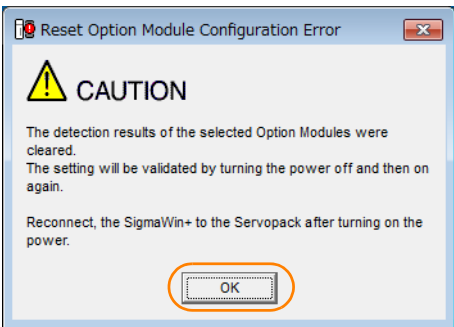 Reset Option Module Configuration Error
CAUTION
The detection results of the selected Option Modules were
cleared.
The setting will be validated by turning the power off and then on
again.
Reconnect, the SigmaWin+ to the Servopack after turning on the
power.
OK